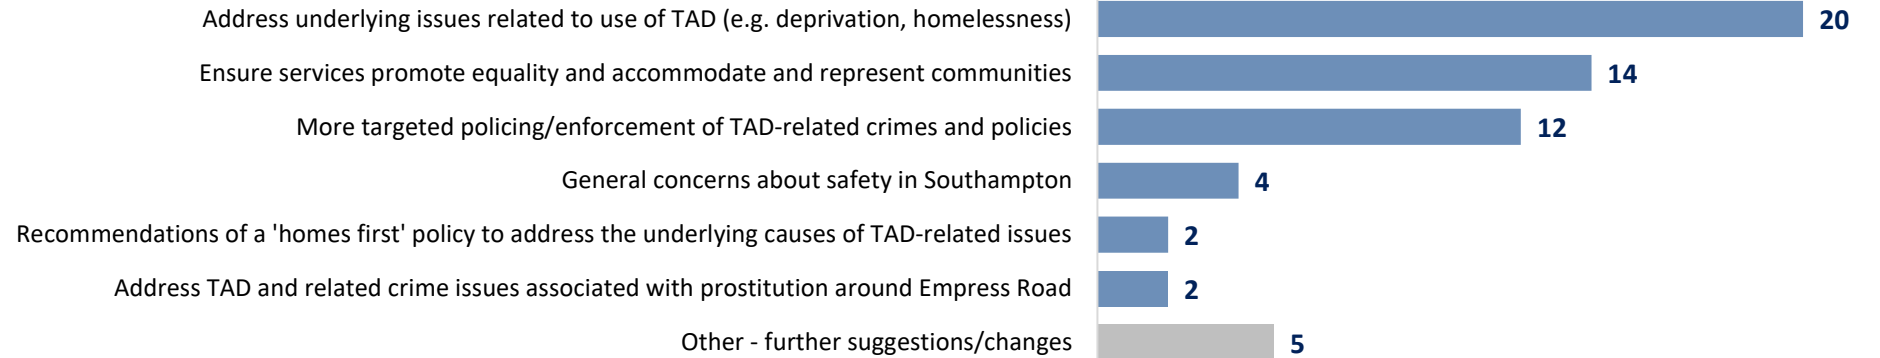 Address underlying issues related to use of TAD (e.g. deprivation, homelessness) 20
Ensure services promote equality and accommodate and represent communities 14
More targeted policing/enforcement of TAD-related crimes and policies 12
General concerns about safety in Southampton 4
Recommendations of a 'homes first' policy to address the underlying causes of TAD-related issues 2
Address TAD and related crime issues associated with prostitution around Empress Road 2
Other - further suggestions/changes 5